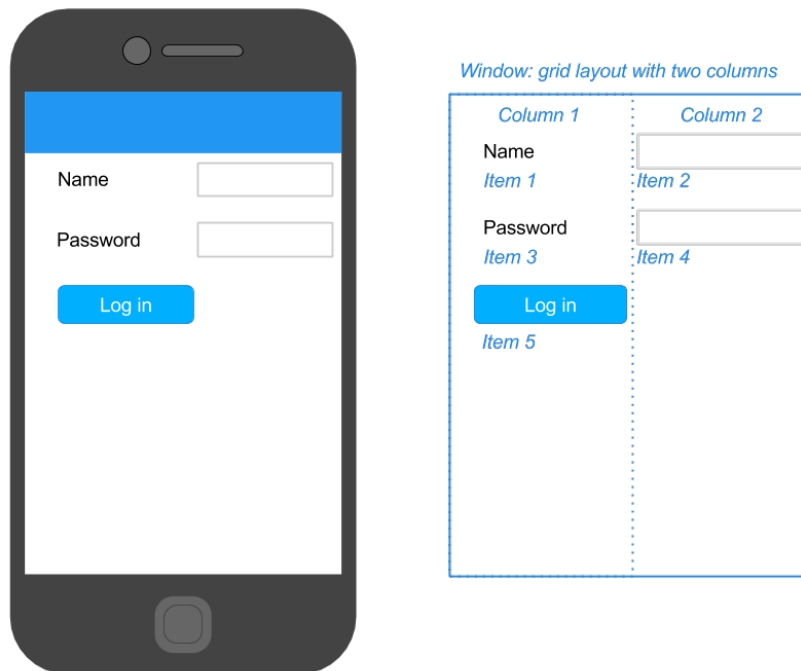 Name
Password
Log in
Window: grid layout with two columns
Column 1 Column 2
Name
Item 1 Item 2
Password
Item 3 Item 4
Log in
Item 5